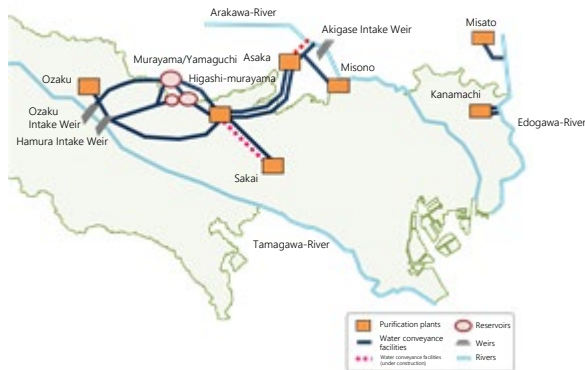 Arakawa-River
Akigase Intake Weir
Misato
Murayama/Yamaguchi
Asaka
Higashi-murayama
Ozaku
Misono
Kanamachi
Ozaku
Intake Weir
Hamura Intake Weir
Edogawa-River
Sakai
Tamagawa-River
Purification plants
Reservoirs
Water conveyance
facilities
Weirs
Water conveyance facilities
(under construction)
Rivers